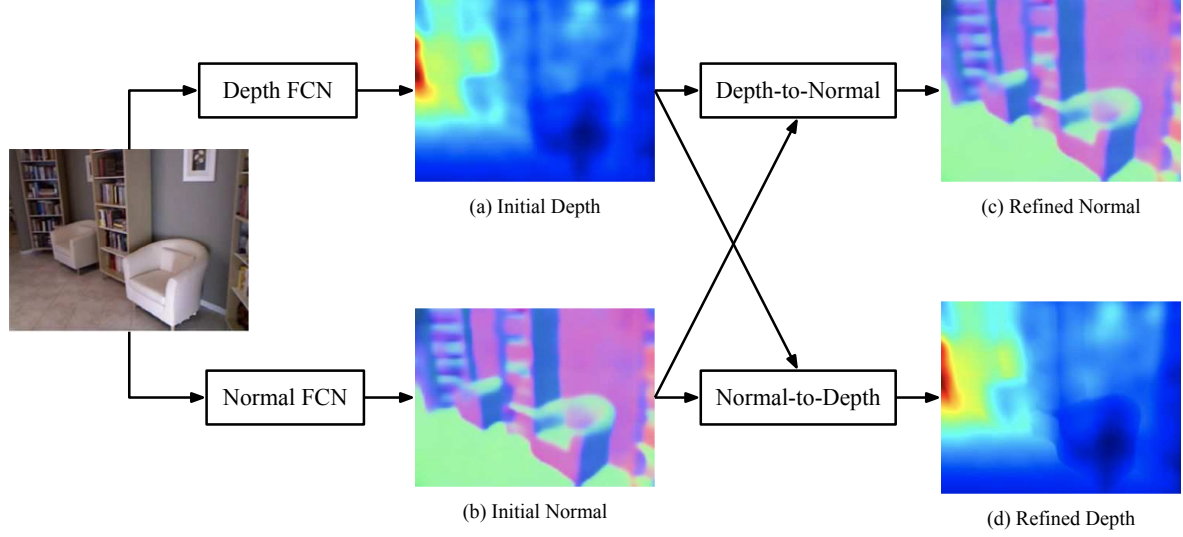 Depth FCN
Depth-to-Normal
(a) Initial Depth
(c) Refined Normal
Normal FCN
Normal-to-Depth
(b) Initial Normal
(d) Refined Depth